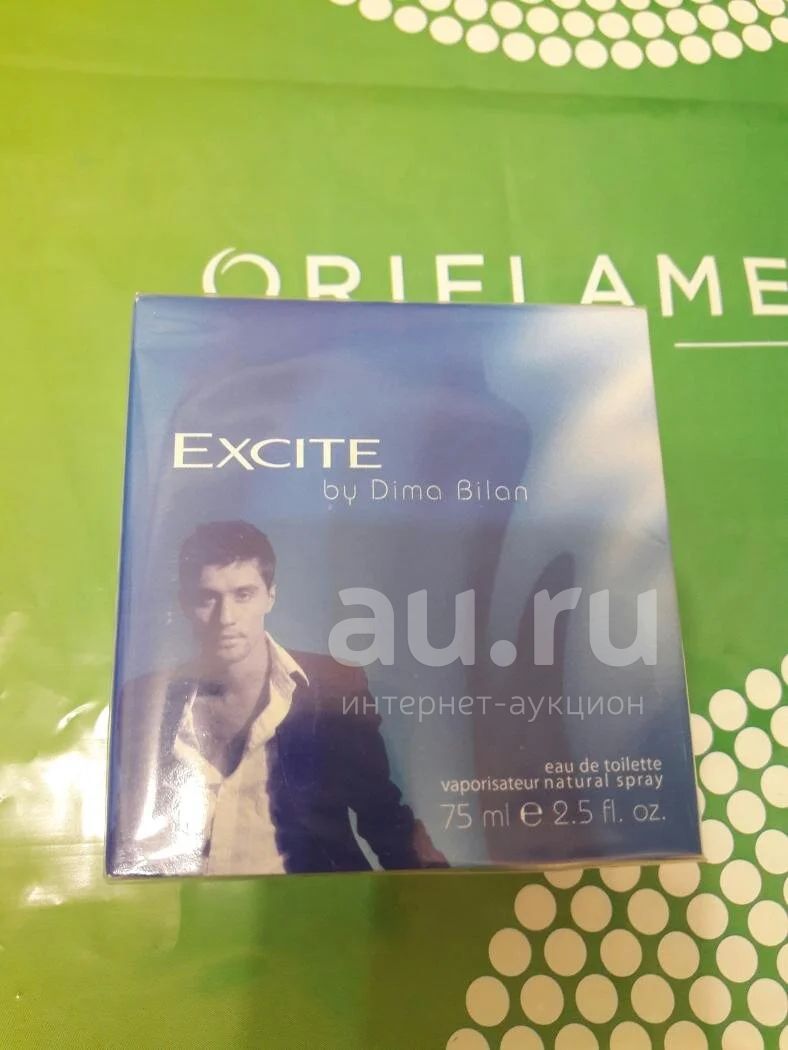 ORIFLAME
EXCITE
by Dima Bilan
au.ru
интернет-аукцион
eau de toilette
vaporisateur natural spray
75 ml e 2.5 fl. oz.